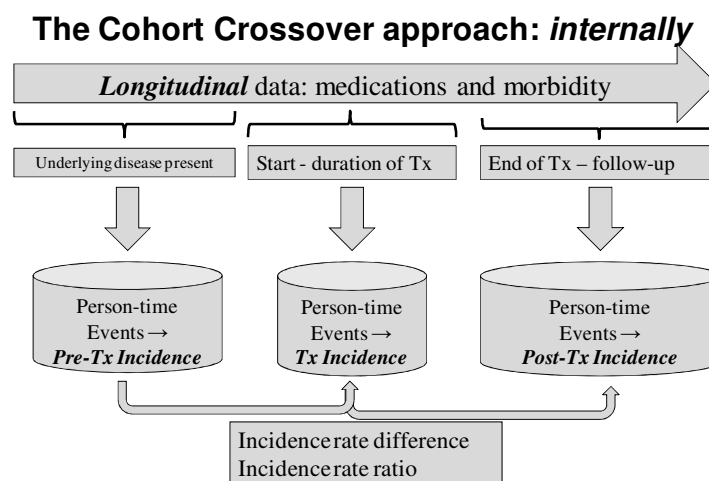 The Cohort Crossover approach: internally
Longitudinal data: medications and morbidity
Underlying disease present
Start - duration of Tx
End of Tx – follow-up
Person-time
Events →
Pre-Tx Incidence
Person-time
Events →
Tx Incidence
Person-time
Events →
Post-Tx Incidence
Incidence rate difference
Incidence rate ratio